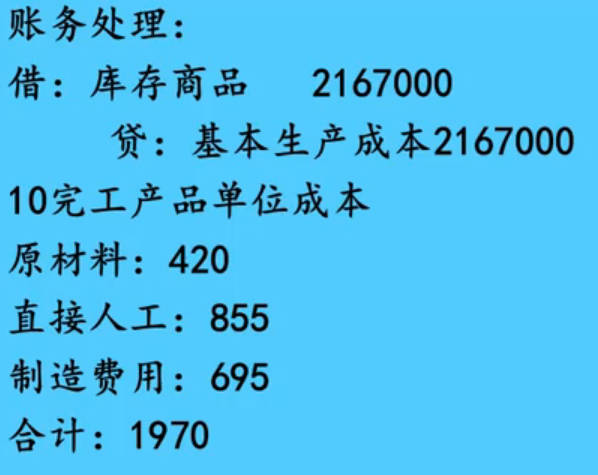 账务处理：
借：库存商品 2167000
贷：基本生产成本2167000
10完工产品单位成本
原材料：420
直接人工：855
制造费用：695
合计：1970